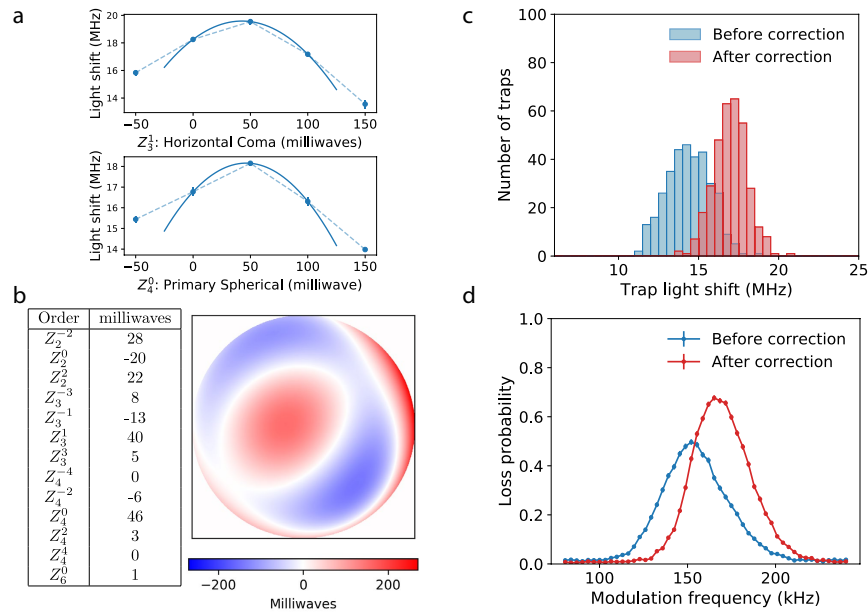 a
Light shift (MHz)
20
18
16
14
−50 0 50 100 150
Z₃¹: Horizontal Coma (milliwaves)
Light shift (MHz)
18
17
16
15
14
−50 0 50 100 150
Z₄⁰: Primary Spherical (milliwave)
b
Order milliwaves
Z₂⁻² 28
Z₂⁰ -20
Z₂² 22
Z₃⁻³ 8
Z₃⁻¹ -13
Z₃¹ 40
Z₃³ 5
Z₄⁻⁴ 0
Z₄⁻² -6
Z₄⁰ 46
Z₄² 3
Z₄⁴ 0
Z₆⁰ 1
−200 0 200
Milliwaves
c
Before correction
After correction
Number of traps
100
80
60
40
20
0
10 15 20 25
Trap light shift (MHz)
d
Before correction
After correction
Loss probability
1.0
0.8
0.6
0.4
0.2
0.0
100 150 200
Modulation frequency (kHz)